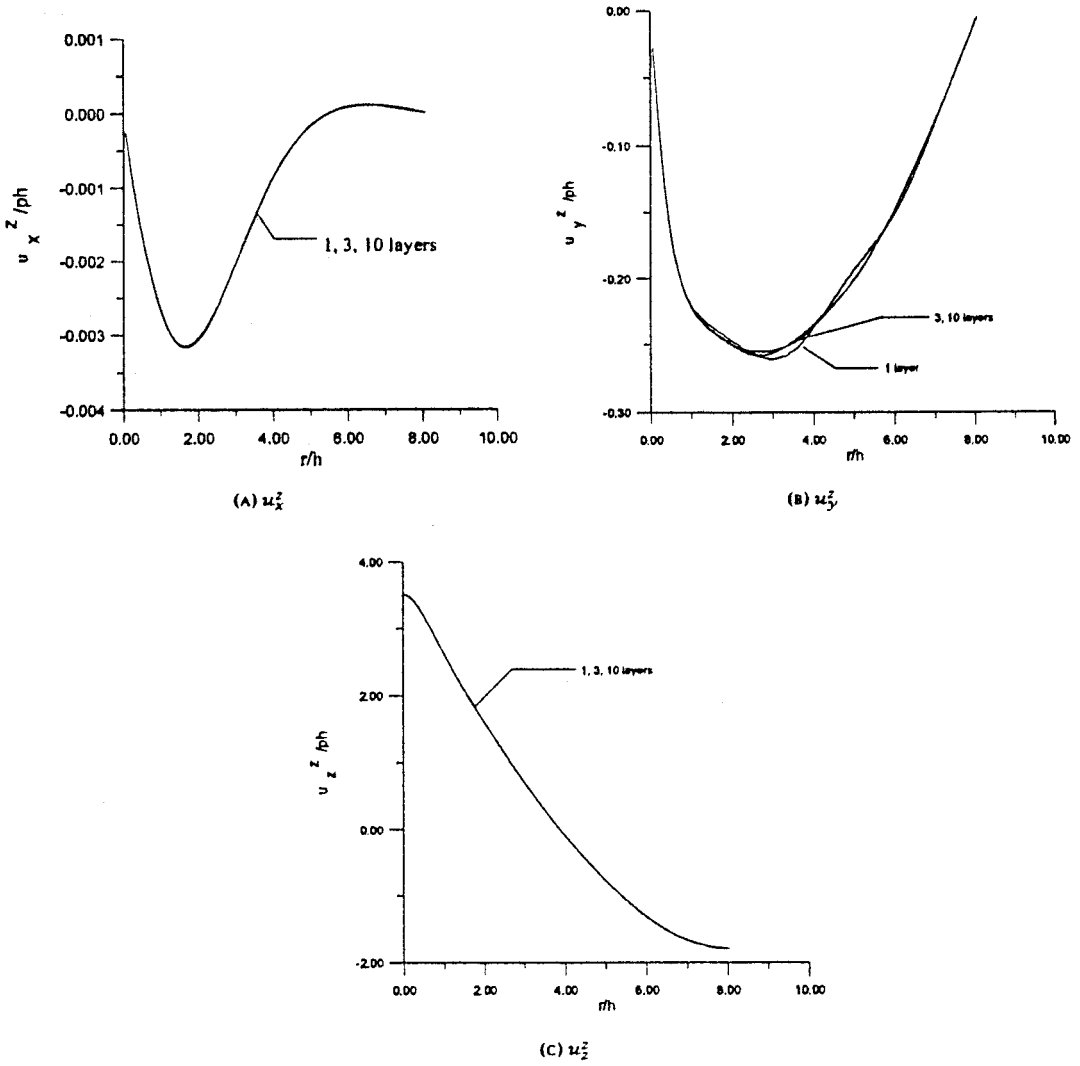 0.001
0.000
-0.001
-0.002
-0.003
-0.004
u x z /ph
1, 3, 10 layers
0.00 2.00 4.00 6.00 8.00 10.00
r/h
(A) u_x^z
0.00
-0.10
-0.20
-0.30
u y z /ph
3, 10 layers
1 layer
0.00 2.00 4.00 6.00 8.00 10.00
r/h
(B) u_y^z
4.00
2.00
0.00
-2.00
u z z /ph
1, 3, 10 layers
0.00 2.00 4.00 6.00 8.00 10.00
r/h
(C) u_z^z